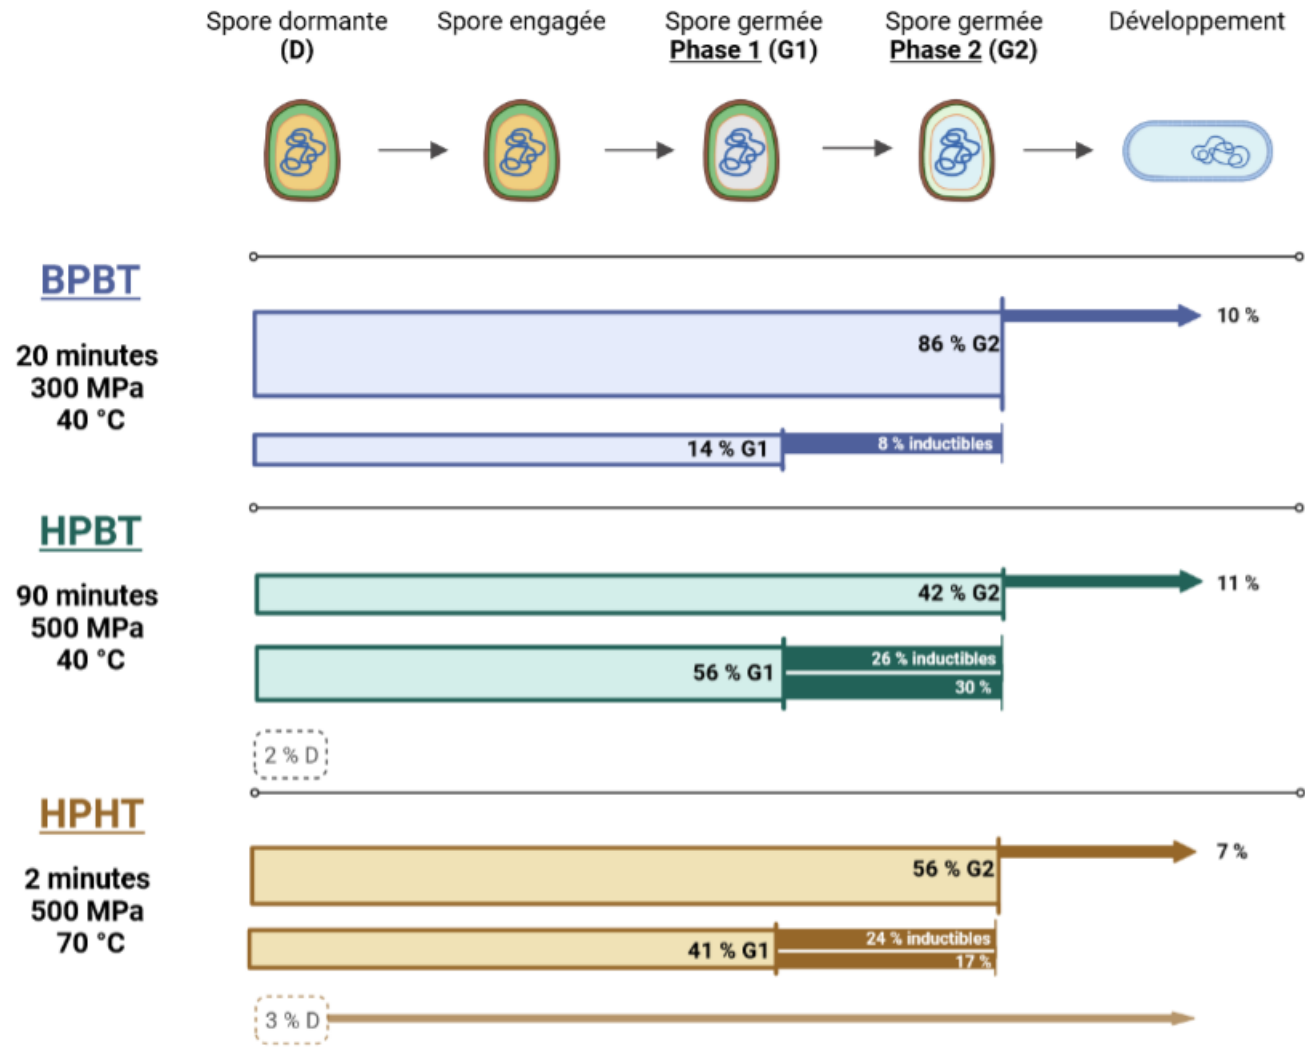 Spore dormante
(D)
Spore engagée
Spore germée
Phase 1 (G1)
Spore germée
Phase 2 (G2)
Développement
BPBT
20 minutes
300 MPa
40 °C
86 % G2
10 %
14 % G1
8 % inductibles
HPBT
90 minutes
500 MPa
40 °C
42 % G2
11 %
56 % G1
26 % inductibles
30 %
2 % D
HPHT
2 minutes
500 MPa
70 °C
56 % G2
7 %
41 % G1
24 % inductibles
17 %
3 % D